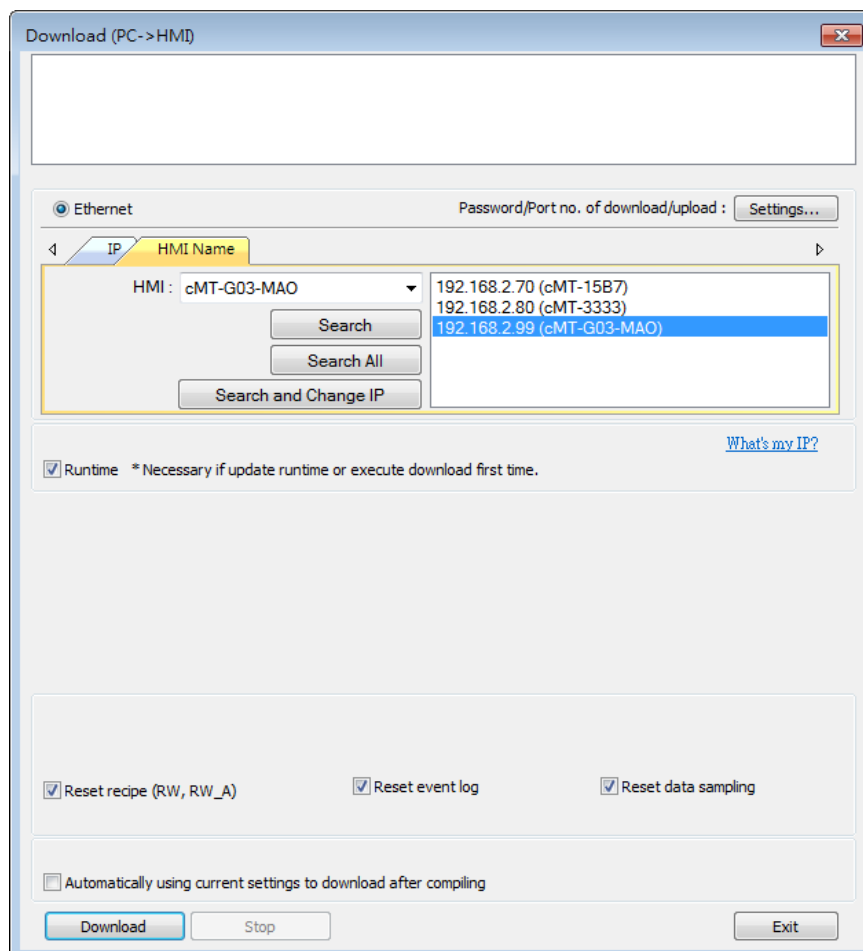 Download (PC->HMI)
Ethernet Password/Port no. of download/upload : Settings...
IP HMI Name
HMI : cMT-G03-MAO
Search
Search All
Search and Change IP
192.168.2.70 (cMT-15B7)
192.168.2.80 (cMT-3333)
192.168.2.99 (cMT-G03-MAO)
What's my IP?
Runtime * Necessary if update runtime or execute download first time.
Reset recipe (RW, RW_A) Reset event log Reset data sampling
Automatically using current settings to download after compiling
Download Stop Exit